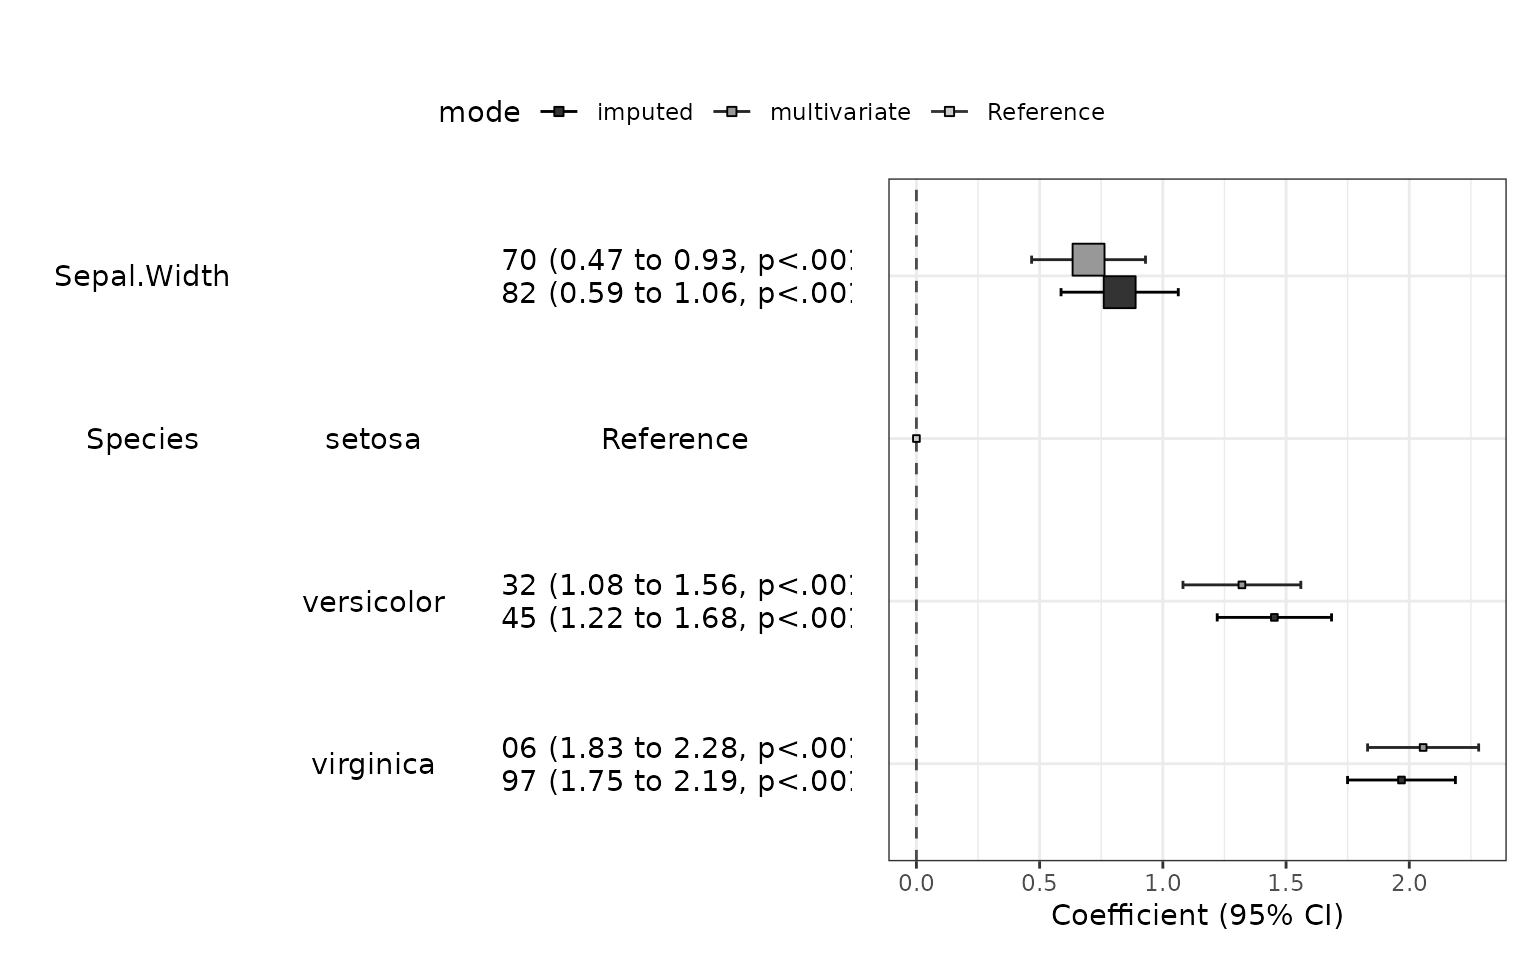 mode imputed multivariate Reference
Sepal.Width
70 (0.47 to 0.93, p<.00
82 (0.59 to 1.06, p<.00
Species setosa Reference
versicolor
32 (1.08 to 1.56, p<.00
45 (1.22 to 1.68, p<.00
virginica
06 (1.83 to 2.28, p<.00
97 (1.75 to 2.19, p<.00
0.0 0.5 1.0 1.5 2.0
Coefficient (95% CI)